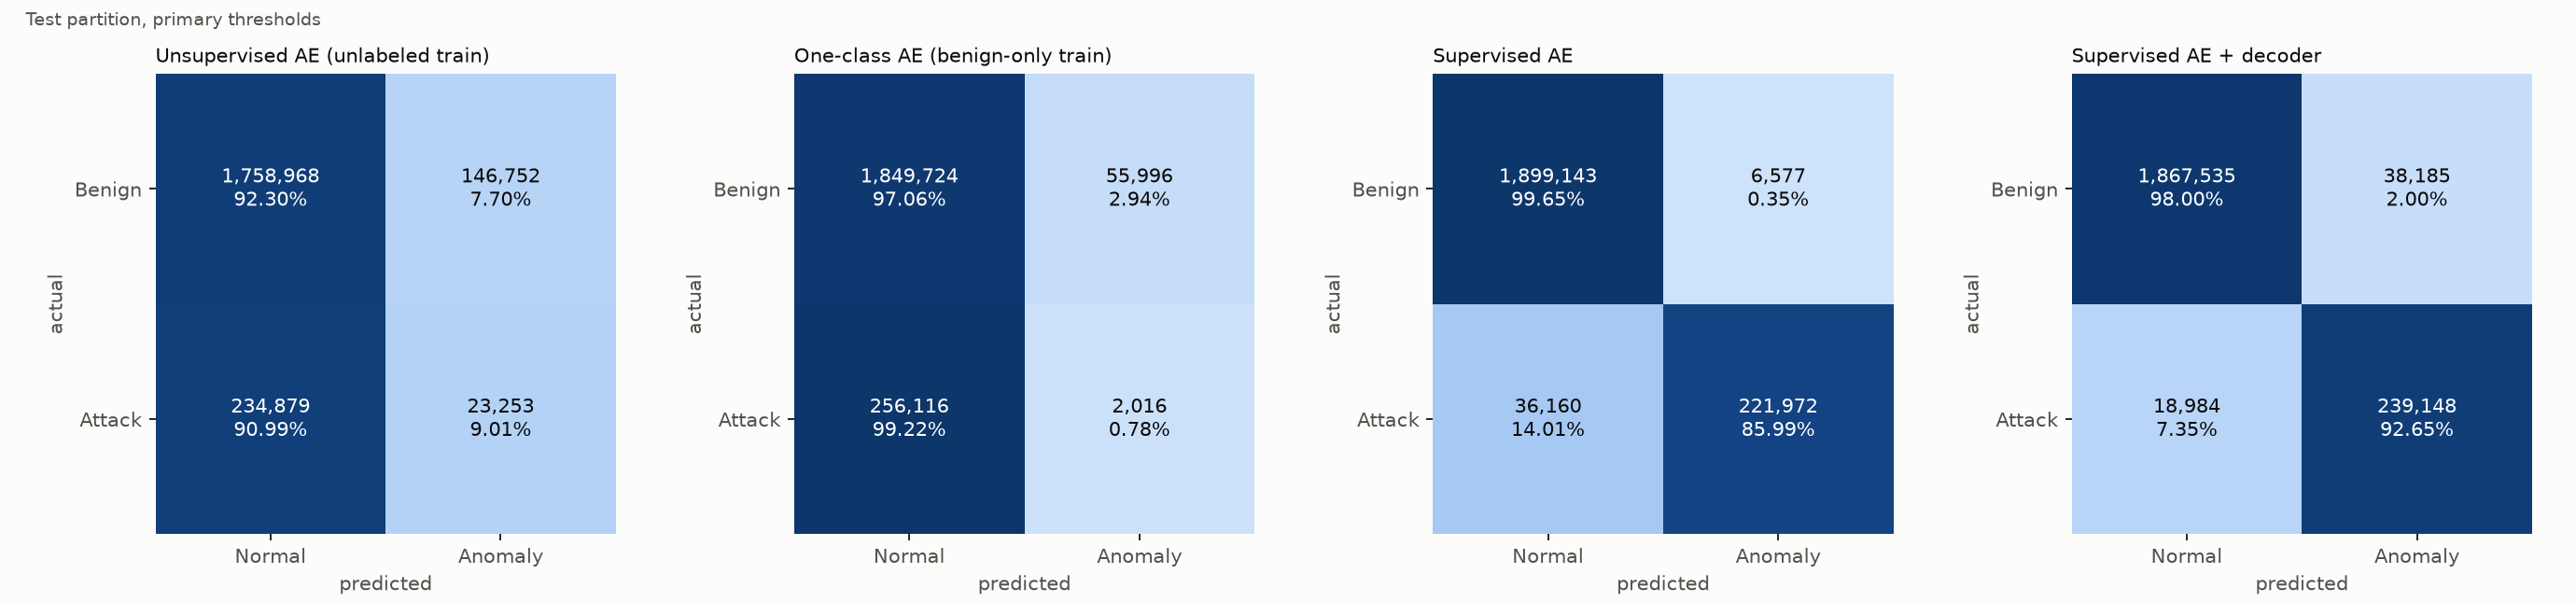 Test partition, primary thresholds
Unsupervised AE (unlabeled train)
actual
Benign
1,758,968
92.30%
146,752
7.70%
Attack
234,879
90.99%
23,253
9.01%
Normal
Anomaly
predicted
One-class AE (benign-only train)
actual
Benign
1,849,724
97.06%
55,996
2.94%
Attack
256,116
99.22%
2,016
0.78%
Normal
Anomaly
predicted
Supervised AE
actual
Benign
1,899,143
99.65%
6,577
0.35%
Attack
36,160
14.01%
221,972
85.99%
Normal
Anomaly
predicted
Supervised AE + decoder
actual
Benign
1,867,535
98.00%
38,185
2.00%
Attack
18,984
7.35%
239,148
92.65%
Normal
Anomaly
predicted